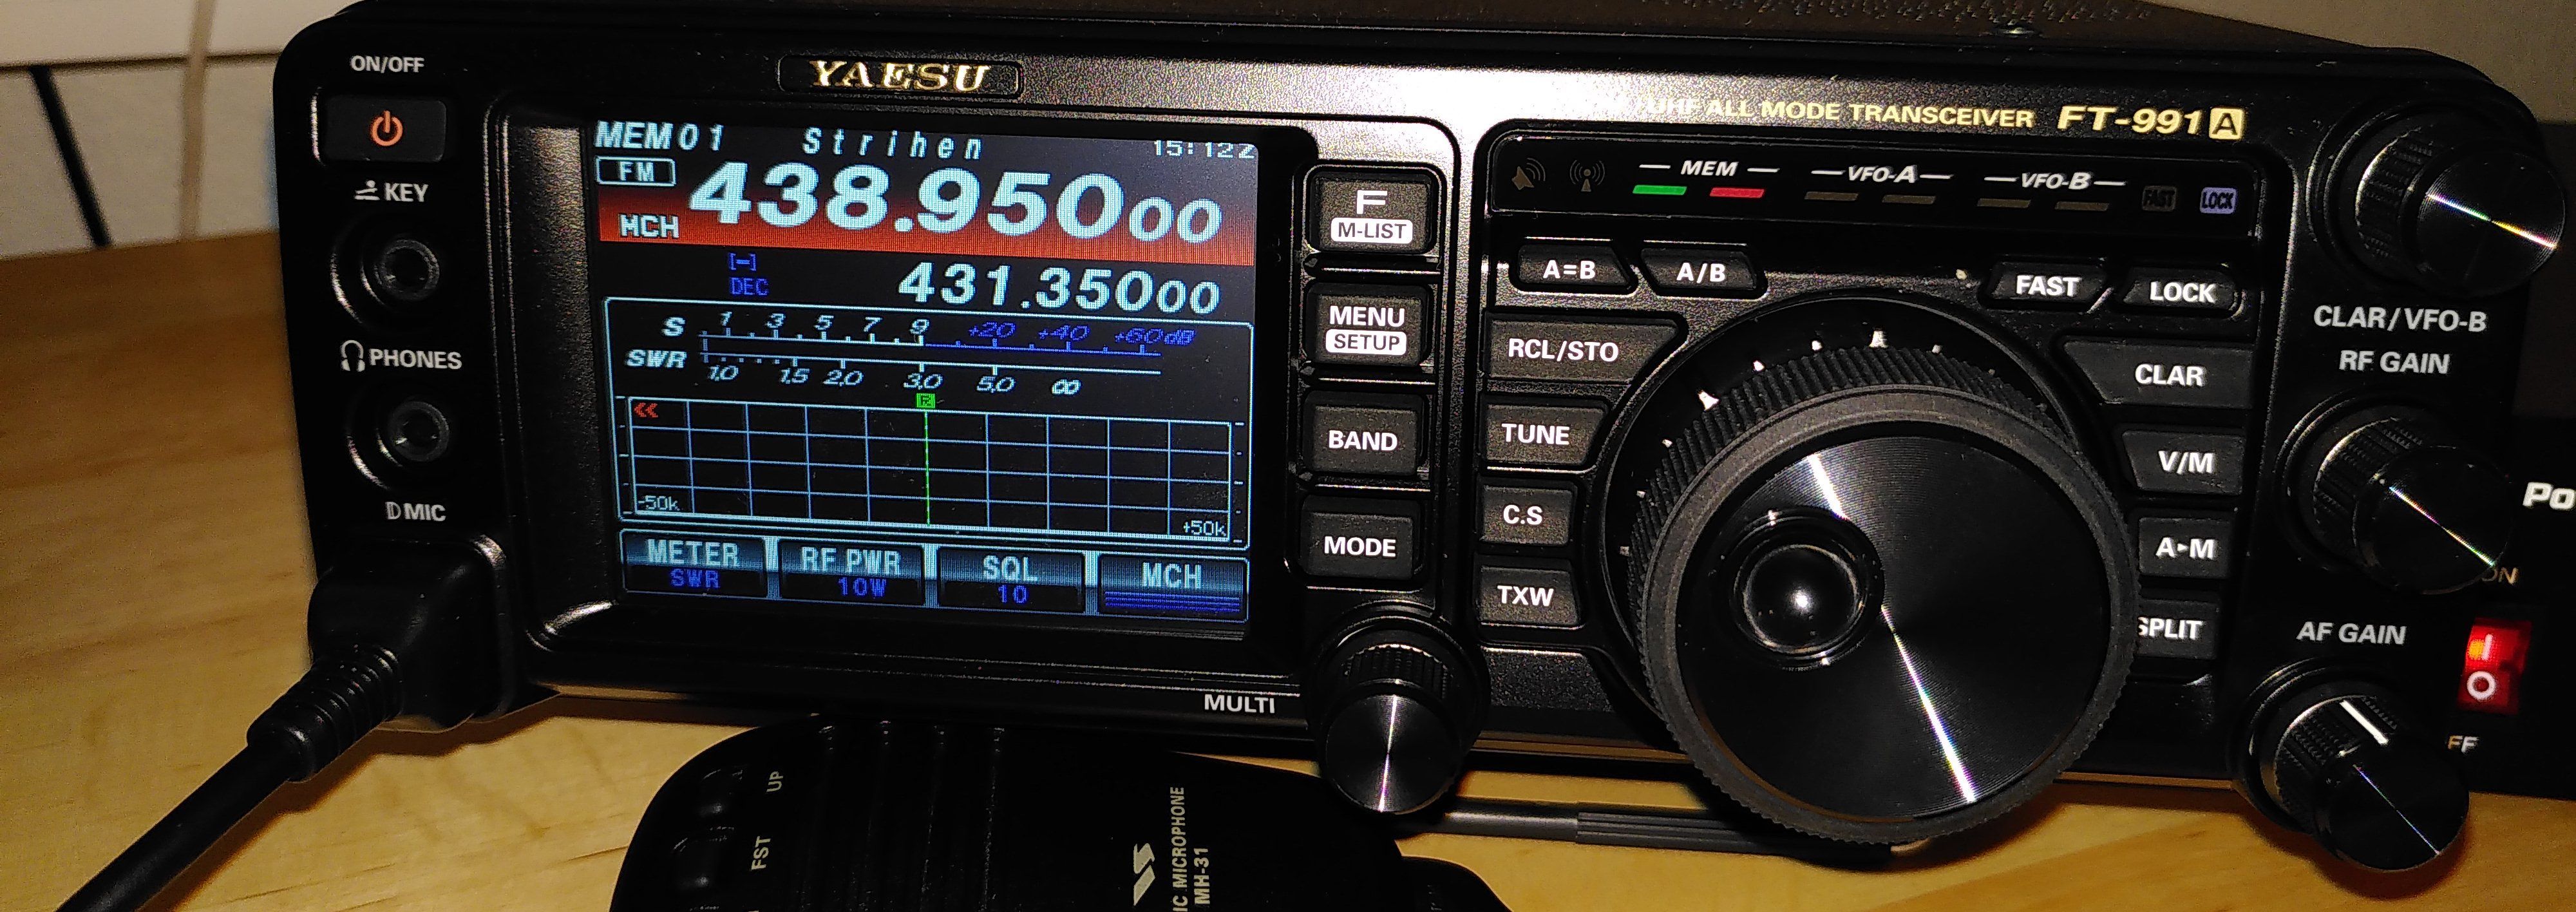 ON/OFF
YAESU
UHF ALL MODE TRANSCEIVER FT-991A
KEY
PHONES
MIC
MEM01 Strihen
FM
438.95000
MCH
[-]
DEC
431.35000
S 1 3 5 7 9 +20 +40 +60dB
SWR 1,0 1,5 2,0 3,0 5,0 ∞
R
<<
-50k +50k
METER RF PWR SQL MCH
SWR 10W 10
F
M-LIST
MENU
SETUP
BAND
MODE
MULTI
MEM VFO-A VFO-B FAST LOCK
A=B A/B FAST LOCK
RCL/STO
TUNE
C.S
TXW
CLAR
V/M
A▸M
SPLIT
CLAR/VFO-B
RF GAIN
AF GAIN
Po
ON
I
O
FF
UP
FST
IC MICROPHONE
MH-31